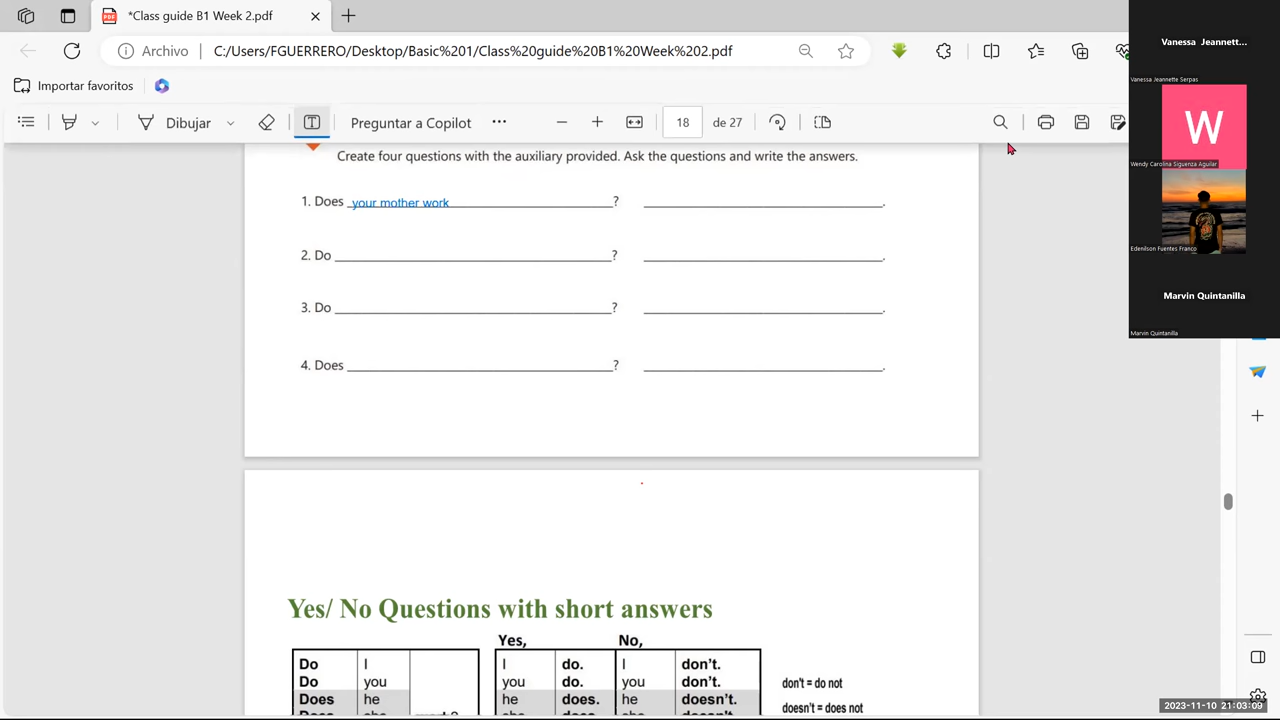 *Class guide B1 Week 2.pdf
Archivo
C:/Users/FGUERRERO/Desktop/Basic%201/Class%20guide%20B1%20Week%202.pdf
Importar favoritos
Dibujar
Preguntar a Copilot
18
de 27
Create four questions with the auxiliary provided. Ask the questions and write the answers.
1. Does your mother work ? .
2. Do ? .
3. Do ? .
4. Does ? .
Yes/ No Questions with short answers
Yes, No,
Do I I do. I don't.
Do you you do. you don't. don't = do not
Does he he does. he doesn't. doesn't = does not
Vanessa Jeannett...
Vanessa Jeannette Serpas
W
Wendy Carolina Siguenza Aguilar
Edenilson Fuentes Franco
Marvin Quintanilla
Marvin Quintanilla
2023-11-10 21:03:09